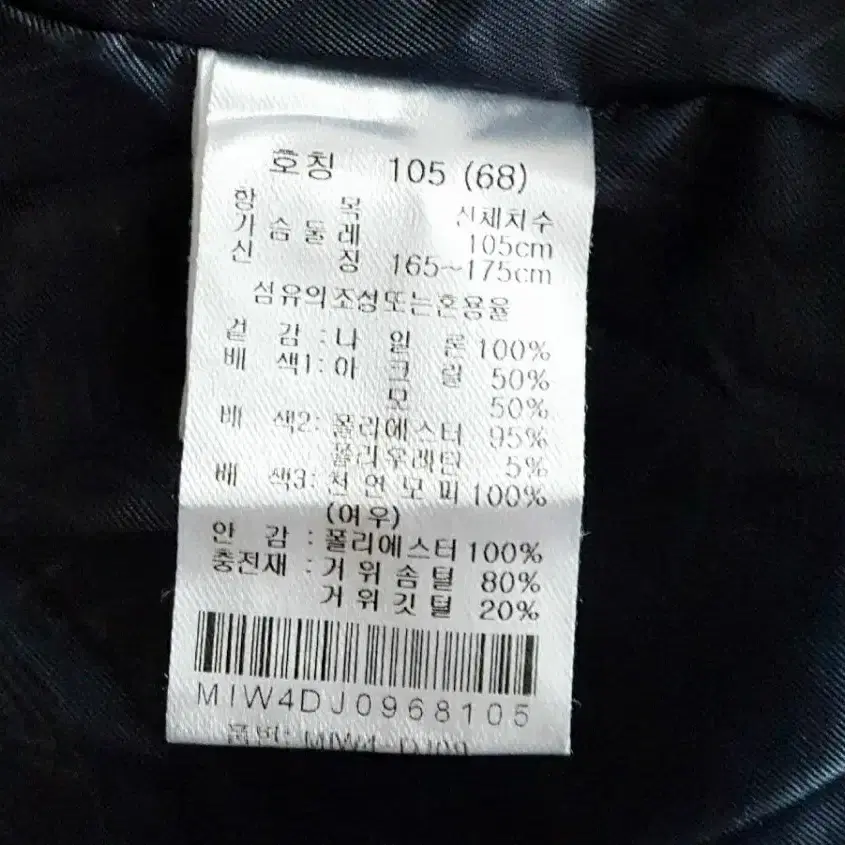 호칭 105 (68)
항 목 신체치수
가슴둘레 105cm
신 장 165~175cm
섬유의조성또는혼용율
겉 감 : 나 일 론 100%
배 색1: 아 크 릴 50%
모 50%
배 색2: 폴리에스터 95%
폴리우레탄 5%
배 색3: 천연모피 100%
(여우)
안 감 : 폴리에스터 100%
충전재 : 거위솜털 80%
거위깃털 20%
MIW4DJ0968105
품번: MIW4-DJ09